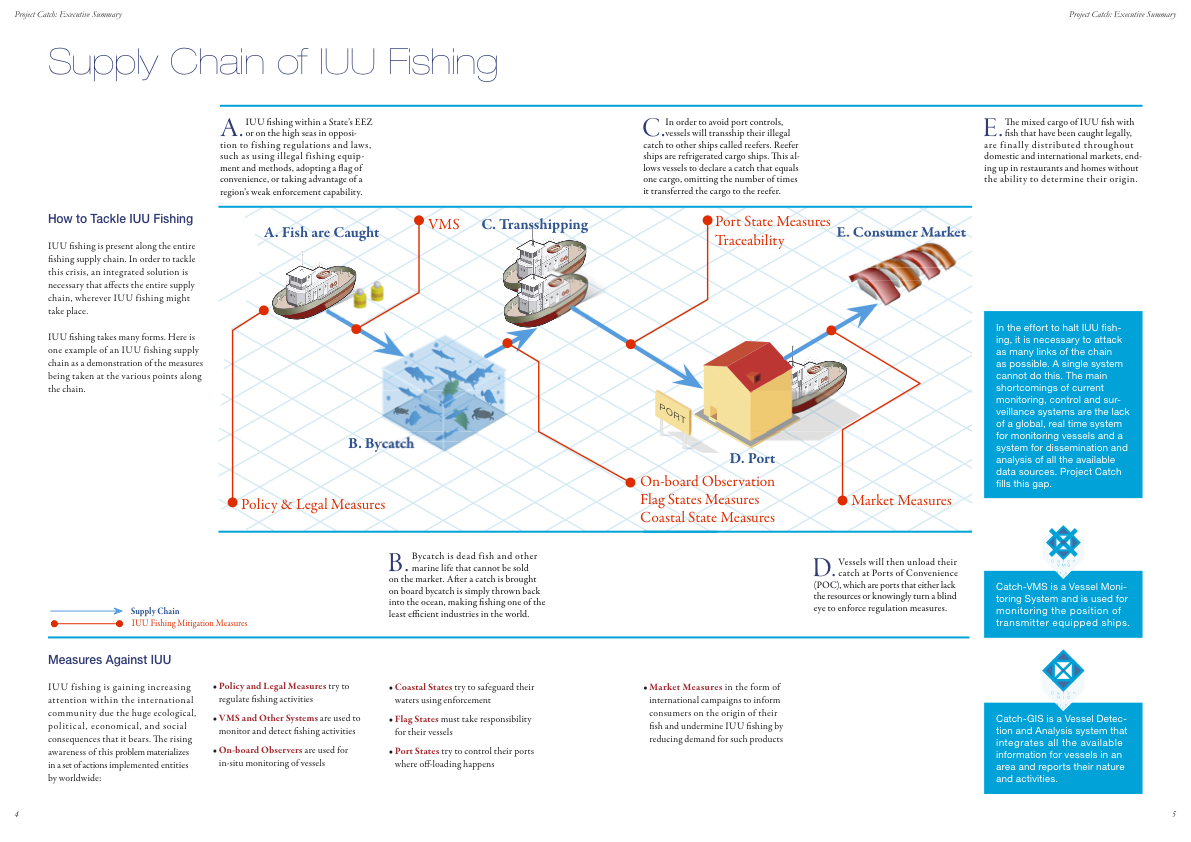 Project Catch: Executive Summary
Project Catch: Executive Summary
Supply Chain of IUU Fishing
A. IUU fishing within a State's EEZ
or on the high seas in opposi-
tion to fishing regulations and laws,
such as using illegal fishing equip-
ment and methods, adopting a flag of
convenience, or taking advantage of a
region's weak enforcement capability.
C. In order to avoid port controls,
vessels will transship their illegal
catch to other ships called reefers. Reefer
ships are refrigerated cargo ships. This al-
lows vessels to declare a catch that equals
one cargo, omitting the number of times
it transferred the cargo to the reefer.
E. The mixed cargo of IUU fish with
fish that have been caught legally,
are finally distributed throughout
domestic and international markets, end-
ing up in restaurants and homes without
the ability to determine their origin.
How to Tackle IUU Fishing
IUU fishing is present along the entire
fishing supply chain. In order to tackle
this crisis, an integrated solution is
necessary that affects the entire supply
chain, wherever IUU fishing might
take place.
IUU fishing takes many forms. Here is
one example of an IUU fishing supply
chain as a demonstration of the measures
being taken at the various points along
the chain.
A. Fish are Caught
VMS
C. Transshipping
Port State Measures
Traceability
E. Consumer Market
B. Bycatch
PORT
D. Port
Policy & Legal Measures
On-board Observation
Flag States Measures
Coastal State Measures
Market Measures
In the effort to halt IUU fish-
ing, it is necessary to attack
as many links of the chain
as possible. A single system
cannot do this. The main
shortcomings of current
monitoring, control and sur-
veillance systems are the lack
of a global, real time system
for monitoring vessels and a
system for dissemination and
analysis of all the available
data sources. Project Catch
fills this gap.
B. Bycatch is dead fish and other
marine life that cannot be sold
on the market. After a catch is brought
on board bycatch is simply thrown back
into the ocean, making fishing one of the
least efficient industries in the world.
D. Vessels will then unload their
catch at Ports of Convenience
(POC), which are ports that either lack
the resources or knowingly turn a blind
eye to enforce regulation measures.
Supply Chain
IUU Fishing Mitigation Measures
Catch-VMS is a Vessel Moni-
toring System and is used for
monitoring the position of
transmitter equipped ships.
Measures Against IUU
IUU fishing is gaining increasing
attention within the international
community due the huge ecological,
political, economical, and social
consequences that it bears. The rising
awareness of this problem materializes
in a set of actions implemented entities
by worldwide:
• Policy and Legal Measures try to
regulate fishing activities
• VMS and Other Systems are used to
monitor and detect fishing activities
• On-board Observers are used for
in-situ monitoring of vessels
• Coastal States try to safeguard their
waters using enforcement
• Flag States must take responsibility
for their vessels
• Port States try to control their ports
where off-loading happens
• Market Measures in the form of
international campaigns to inform
consumers on the origin of their
fish and undermine IUU fishing by
reducing demand for such products
Catch-GIS is a Vessel Detec-
tion and Analysis system that
integrates all the available
information for vessels in an
area and reports their nature
and activities.
4
5